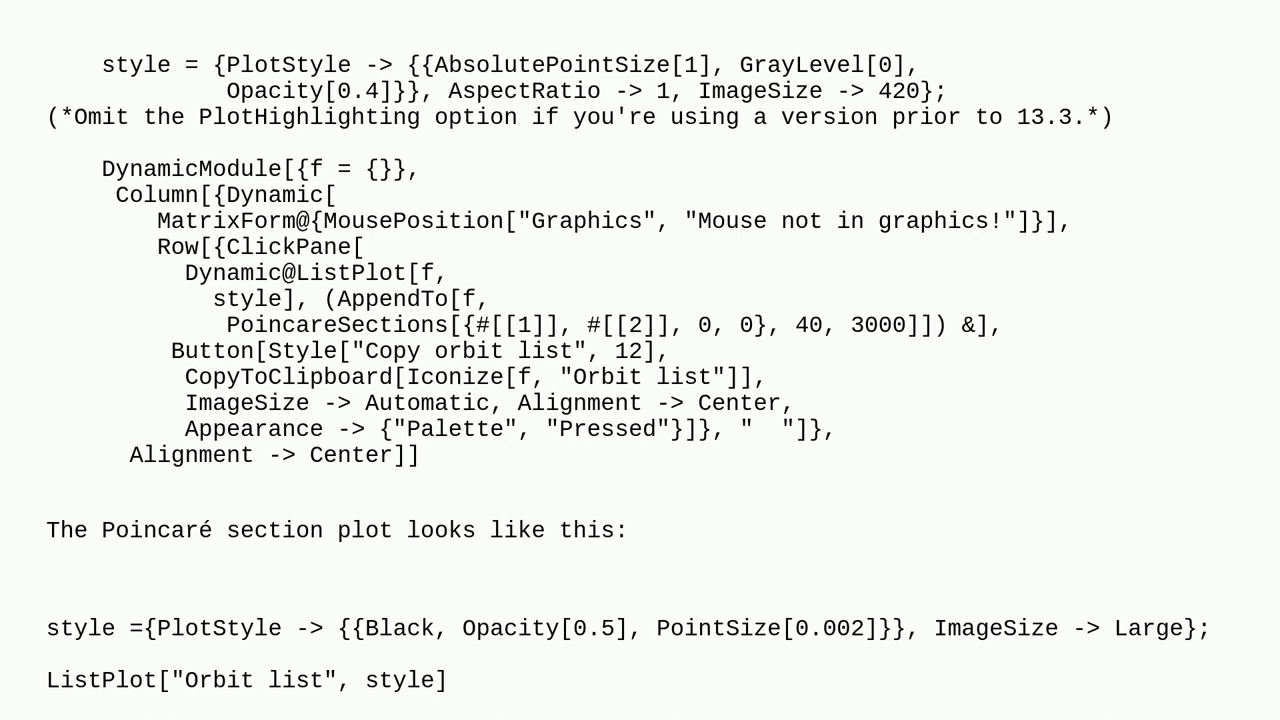 style = {PlotStyle -> {{AbsolutePointSize[1], GrayLevel[0],
Opacity[0.4]}}, AspectRatio -> 1, ImageSize -> 420};
(*Omit the PlotHighlighting option if you're using a version prior to 13.3.*)
DynamicModule[{f = {}},
Column[{Dynamic[
MatrixForm@{MousePosition["Graphics", "Mouse not in graphics!"]}],
Row[{ClickPane[
Dynamic@ListPlot[f,
style], (AppendTo[f,
PoincareSections[{#[[1]], #[[2]], 0, 0}, 40, 3000]]) &],
Button[Style["Copy orbit list", 12],
CopyToClipboard[Iconize[f, "Orbit list"]],
ImageSize -> Automatic, Alignment -> Center,
Appearance -> {"Palette", "Pressed"}]}, "  "]},
Alignment -> Center]]
The Poincaré section plot looks like this:
style ={PlotStyle -> {{Black, Opacity[0.5], PointSize[0.002]}}, ImageSize -> Large};
ListPlot["Orbit list", style]